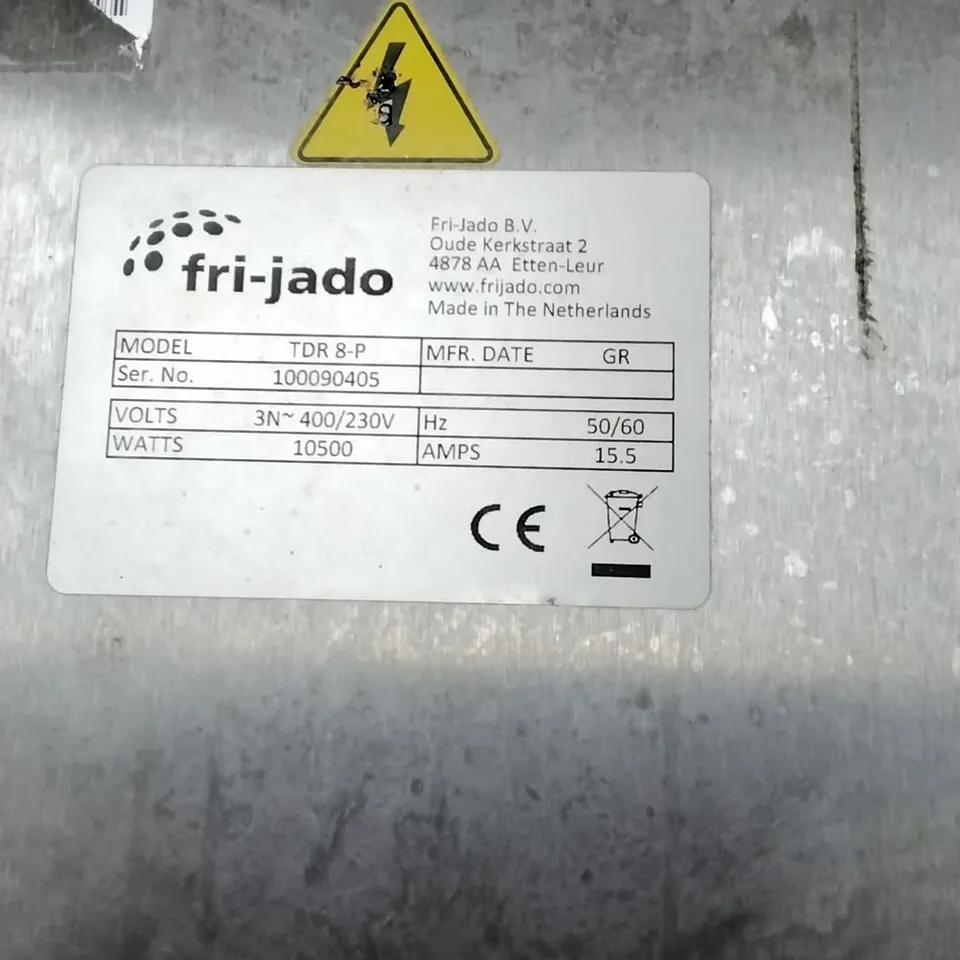 fri-jado
Fri-Jado B.V.
Oude Kerkstraat 2
4878 AA Etten-Leur
www.frijado.com
Made in The Netherlands
MODEL TDR 8-P MFR. DATE GR
Ser. No. 100090405
VOLTS 3N~ 400/230V Hz 50/60
WATTS 10500 AMPS 15.5
CE